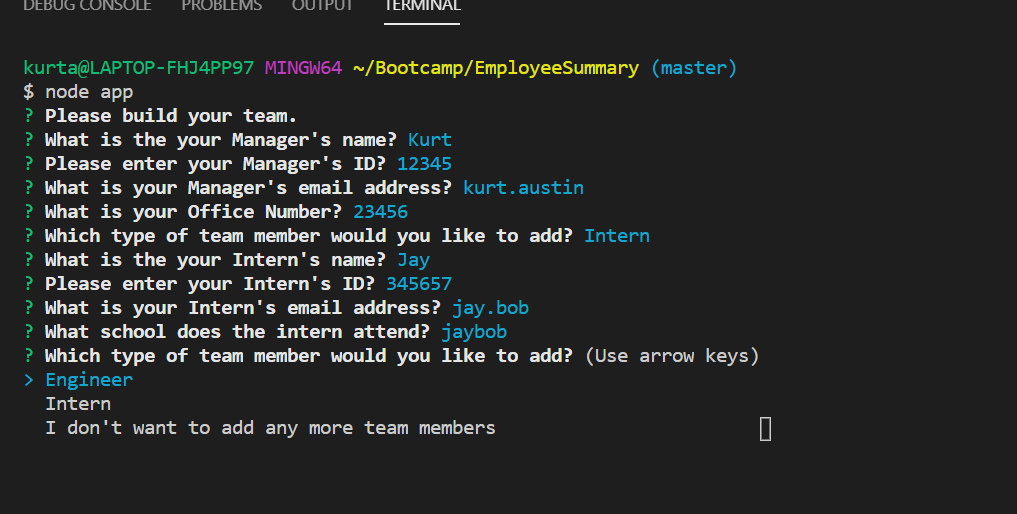 DEBUG CONSOLE PROBLEMS OUTPUT TERMINAL
kurta@LAPTOP-FHJ4PP97 MINGW64 ~/Bootcamp/EmployeeSummary (master)
$ node app
? Please build your team.
? What is the your Manager's name? Kurt
? Please enter your Manager's ID? 12345
? What is your Manager's email address? kurt.austin
? What is your Office Number? 23456
? Which type of team member would you like to add? Intern
? What is the your Intern's name? Jay
? Please enter your Intern's ID? 345657
? What is your Intern's email address? jay.bob
? What school does the intern attend? jaybob
? Which type of team member would you like to add? (Use arrow keys)
> Engineer
Intern
I don't want to add any more team members